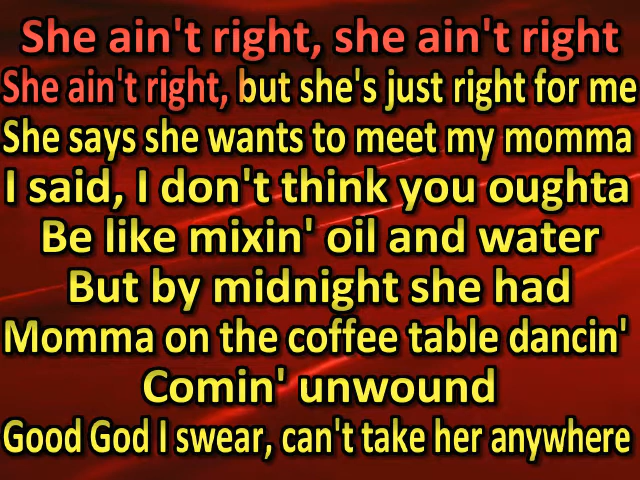 She ain't right, she ain't right
She ain't right, but she's just right for me
She says she wants to meet my momma
I said, I don't think you oughta
Be like mixin' oil and water
But by midnight she had
Momma on the coffee table dancin'
Comin' unwound
Good God I swear, can't take her anywhere